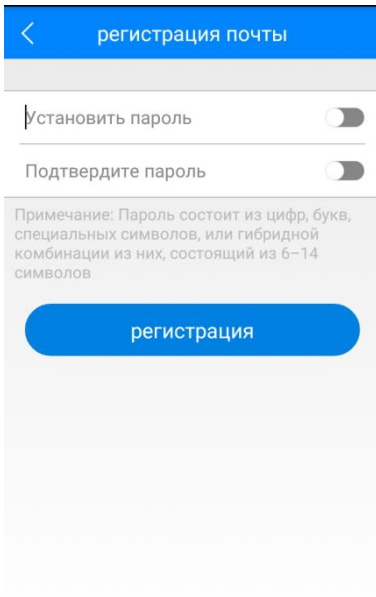 регистрация почты
Установить пароль
Подтвердите пароль
Примечание: Пароль состоит из цифр, букв,
специальных символов, или гибридной
комбинации из них, состоящий из 6–14
символов
регистрация